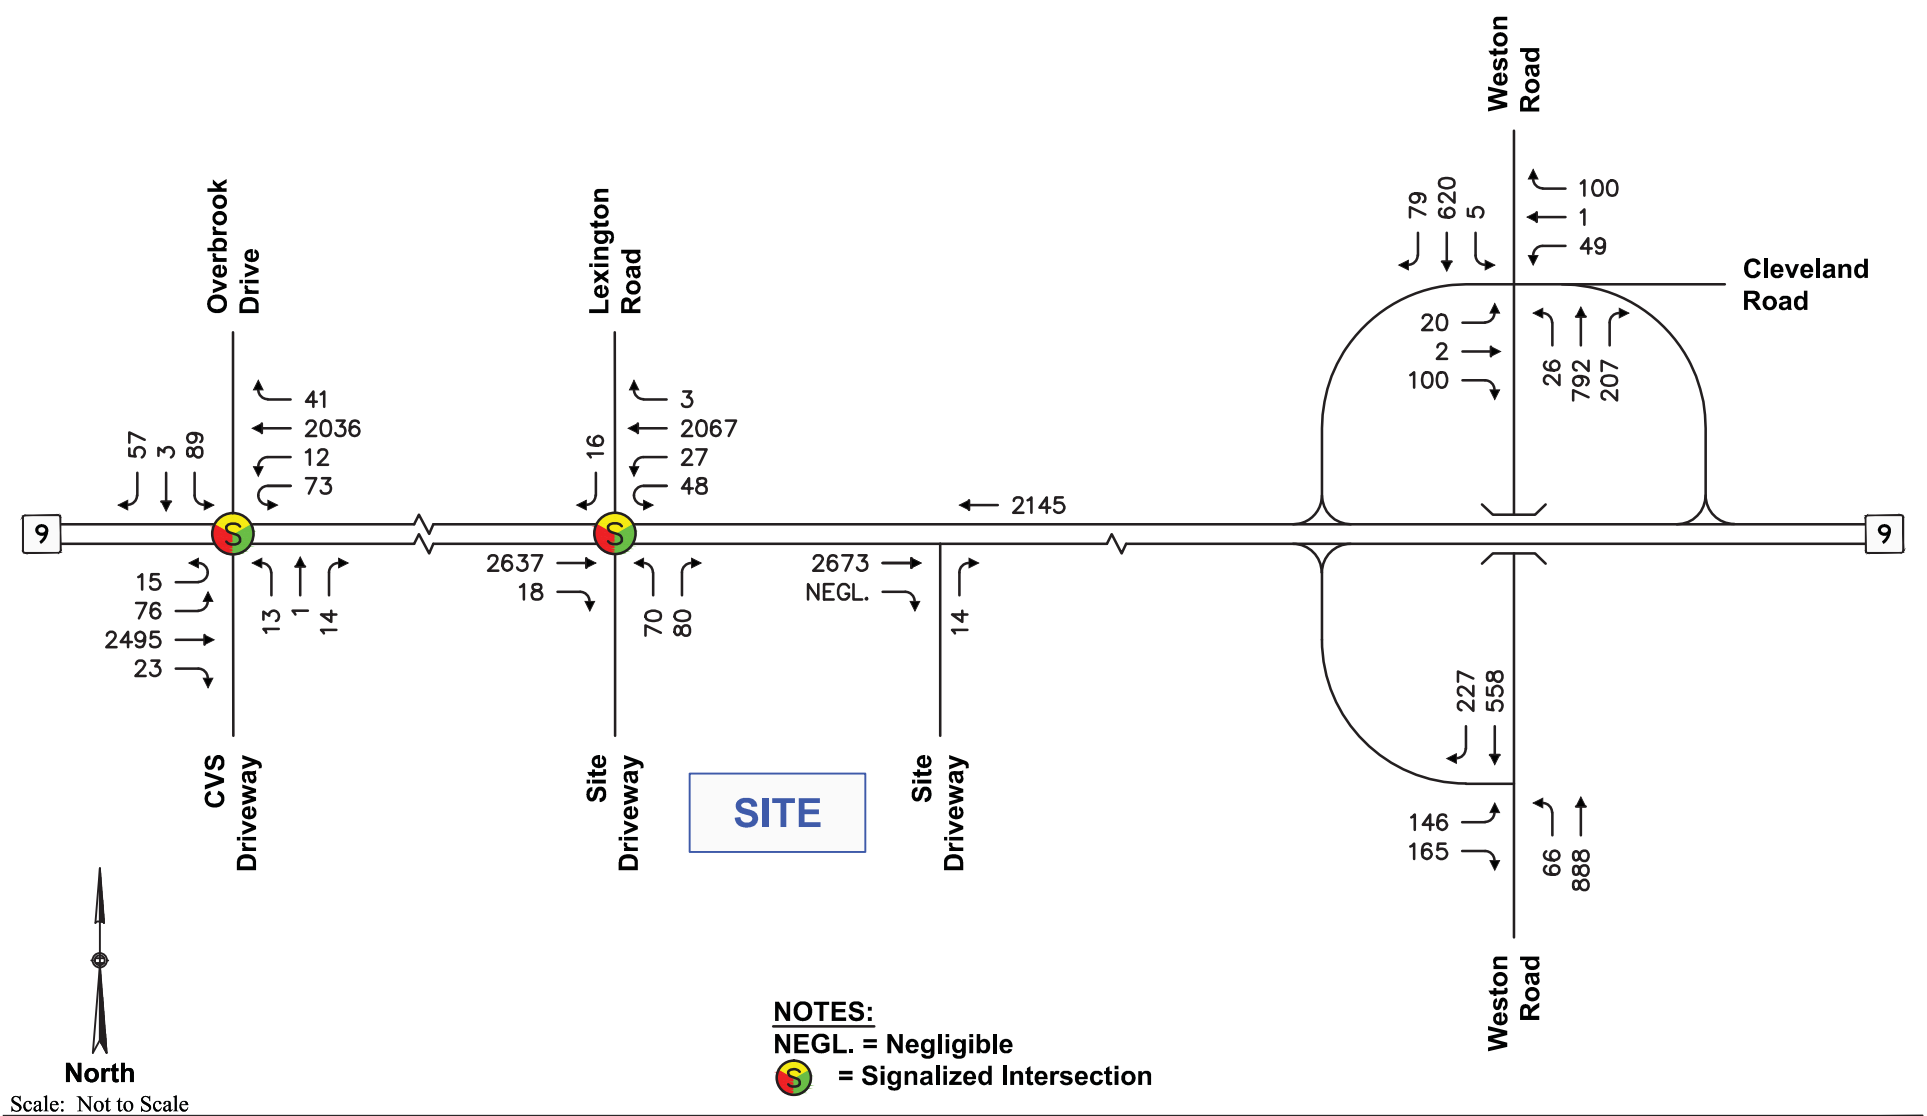 Weston
Road
100
1
49
79
620
5
Cleveland
Road
20
2
100
26
792
207
Overbrook
Drive
41
2036
12
73
57
3
89
Lexington
Road
3
2067
27
48
16
2145
9
S
S
9
15
76
2495
23
13
1
14
2637
18
70
80
2673
NEGL.
14
227
558
146
165
66
888
CVS
Driveway
Site
Driveway
SITE
Site
Driveway
Weston
Road
North
Scale: Not to Scale
NOTES:
NEGL. = Negligible
S = Signalized Intersection